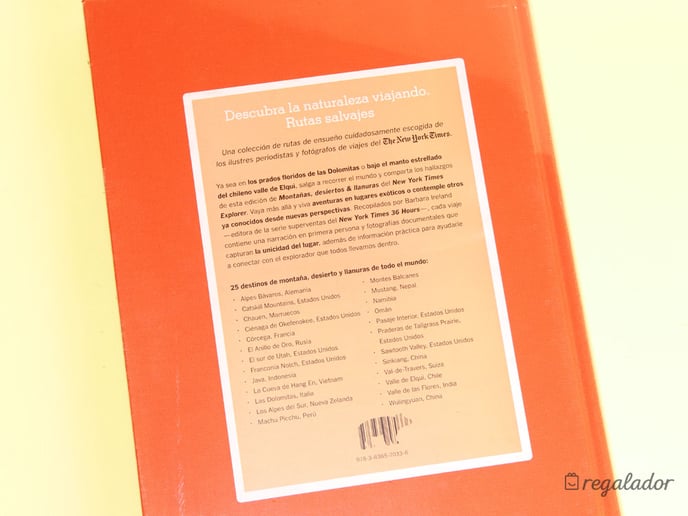 Descubra la naturaleza viajando.
Rutas salvajes
Una colección de rutas de ensueño cuidadosamente escogida de
los ilustres periodistas y fotógrafos de viajes del The New York Times.
Ya sea en los prados floridos de las Dolomitas o bajo el manto estrellado
del chileno valle de Elqui, salga a recorrer el mundo y comparta los hallazgos
de esta edición de Montañas, desiertos & llanuras del New York Times
Explorer. Vaya más allá y viva aventuras en lugares exóticos o contemple otros
ya conocidos desde nuevas perspectivas. Recopilados por Barbara Ireland
—editora de la serie superventas del New York Times 36 Hours—, cada viaje
contiene una narración en primera persona y fotografías documentales que
capturan la unicidad del lugar, además de información práctica para ayudarle
a conectar con el explorador que todos llevamos dentro.
25 destinos de montaña, desierto y llanuras de todo el mundo:
· Alpes Bávaros, Alemania
· Catskill Mountains, Estados Unidos
· Chauen, Marruecos
· Ciénaga de Okefenokee, Estados Unidos
· Córcega, Francia
· El Anillo de Oro, Rusia
· El sur de Utah, Estados Unidos
· Franconia Notch, Estados Unidos
· Java, Indonesia
· La Cueva de Hang En, Vietnam
· Las Dolomitas, Italia
· Los Alpes del Sur, Nueva Zelanda
· Macha Picchu, Perú
· Montes Balcanes
· Mustang, Nepal
· Namibia
· Omán
· Pasaje Interior, Estados Unidos
· Praderas de Tallgrass Prairie,
Estados Unidos
· Sawtooth Valley, Estados Unidos
· Sinkiang, China
· Val-de-Travers, Suiza
· Valle de Elqui, Chile
· Valle de las Flores, India
· Wulingyuan, China
978-3-8365-7013-8
regalador